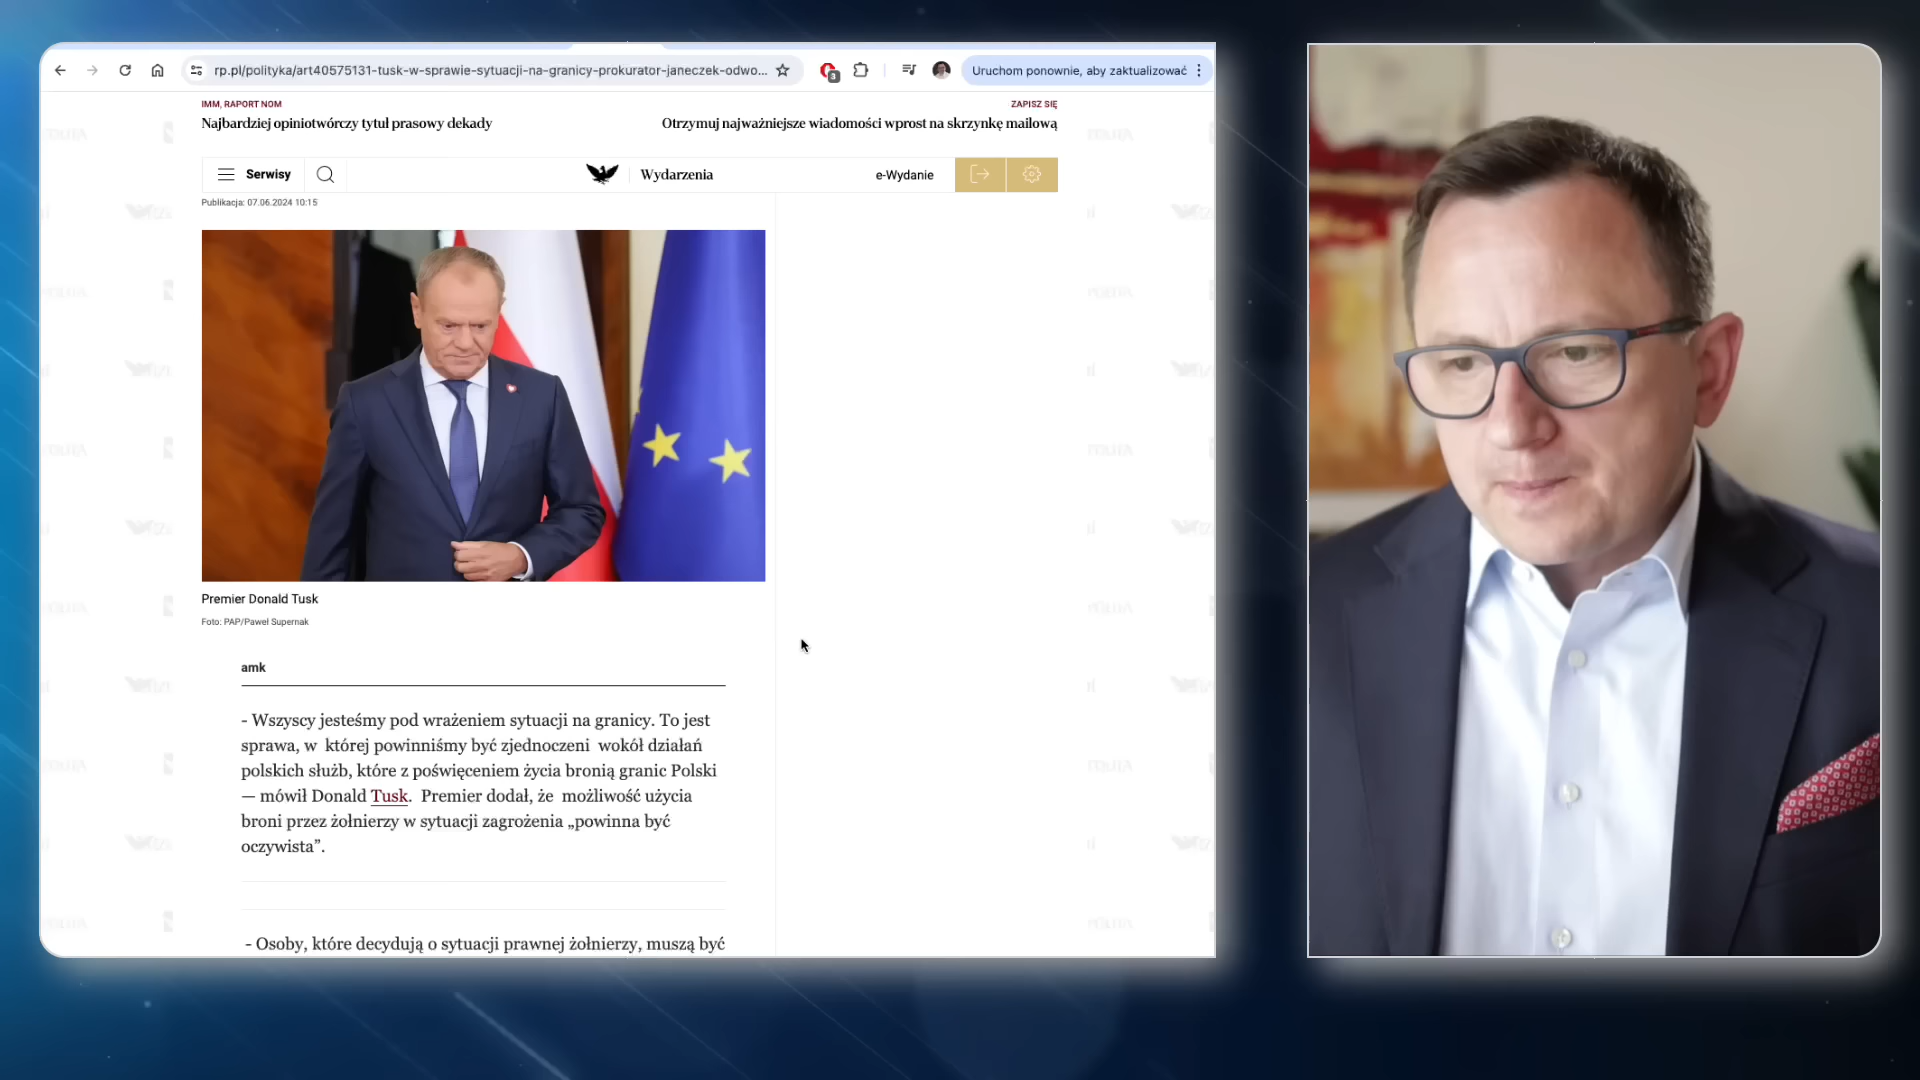 rp.pl/polityka/art40575131-tusk-w-sprawie-sytuacji-na-granicy-prokurator-janeczek-odwo...
3
Uruchom ponownie, aby zaktualizować
IMM, RAPORT NOM
ZAPISZ SIĘ
Najbardziej opiniotwórczy tytuł prasowy dekady
Otrzymuj najważniejsze wiadomości wprost na skrzynkę mailową
Serwisy
Wydarzenia
e-Wydanie
Publikacja: 07.06.2024 10:15
Premier Donald Tusk
Foto: PAP/Paweł Supernak
amk
- Wszyscy jesteśmy pod wrażeniem sytuacji na granicy. To jest
sprawa, w której powinniśmy być zjednoczeni wokół działań
polskich służb, które z poświęceniem życia bronią granic Polski
— mówił Donald Tusk. Premier dodał, że możliwość użycia
broni przez żołnierzy w sytuacji zagrożenia „powinna być
oczywista”.
- Osoby, które decydują o sytuacji prawnej żołnierzy, muszą być